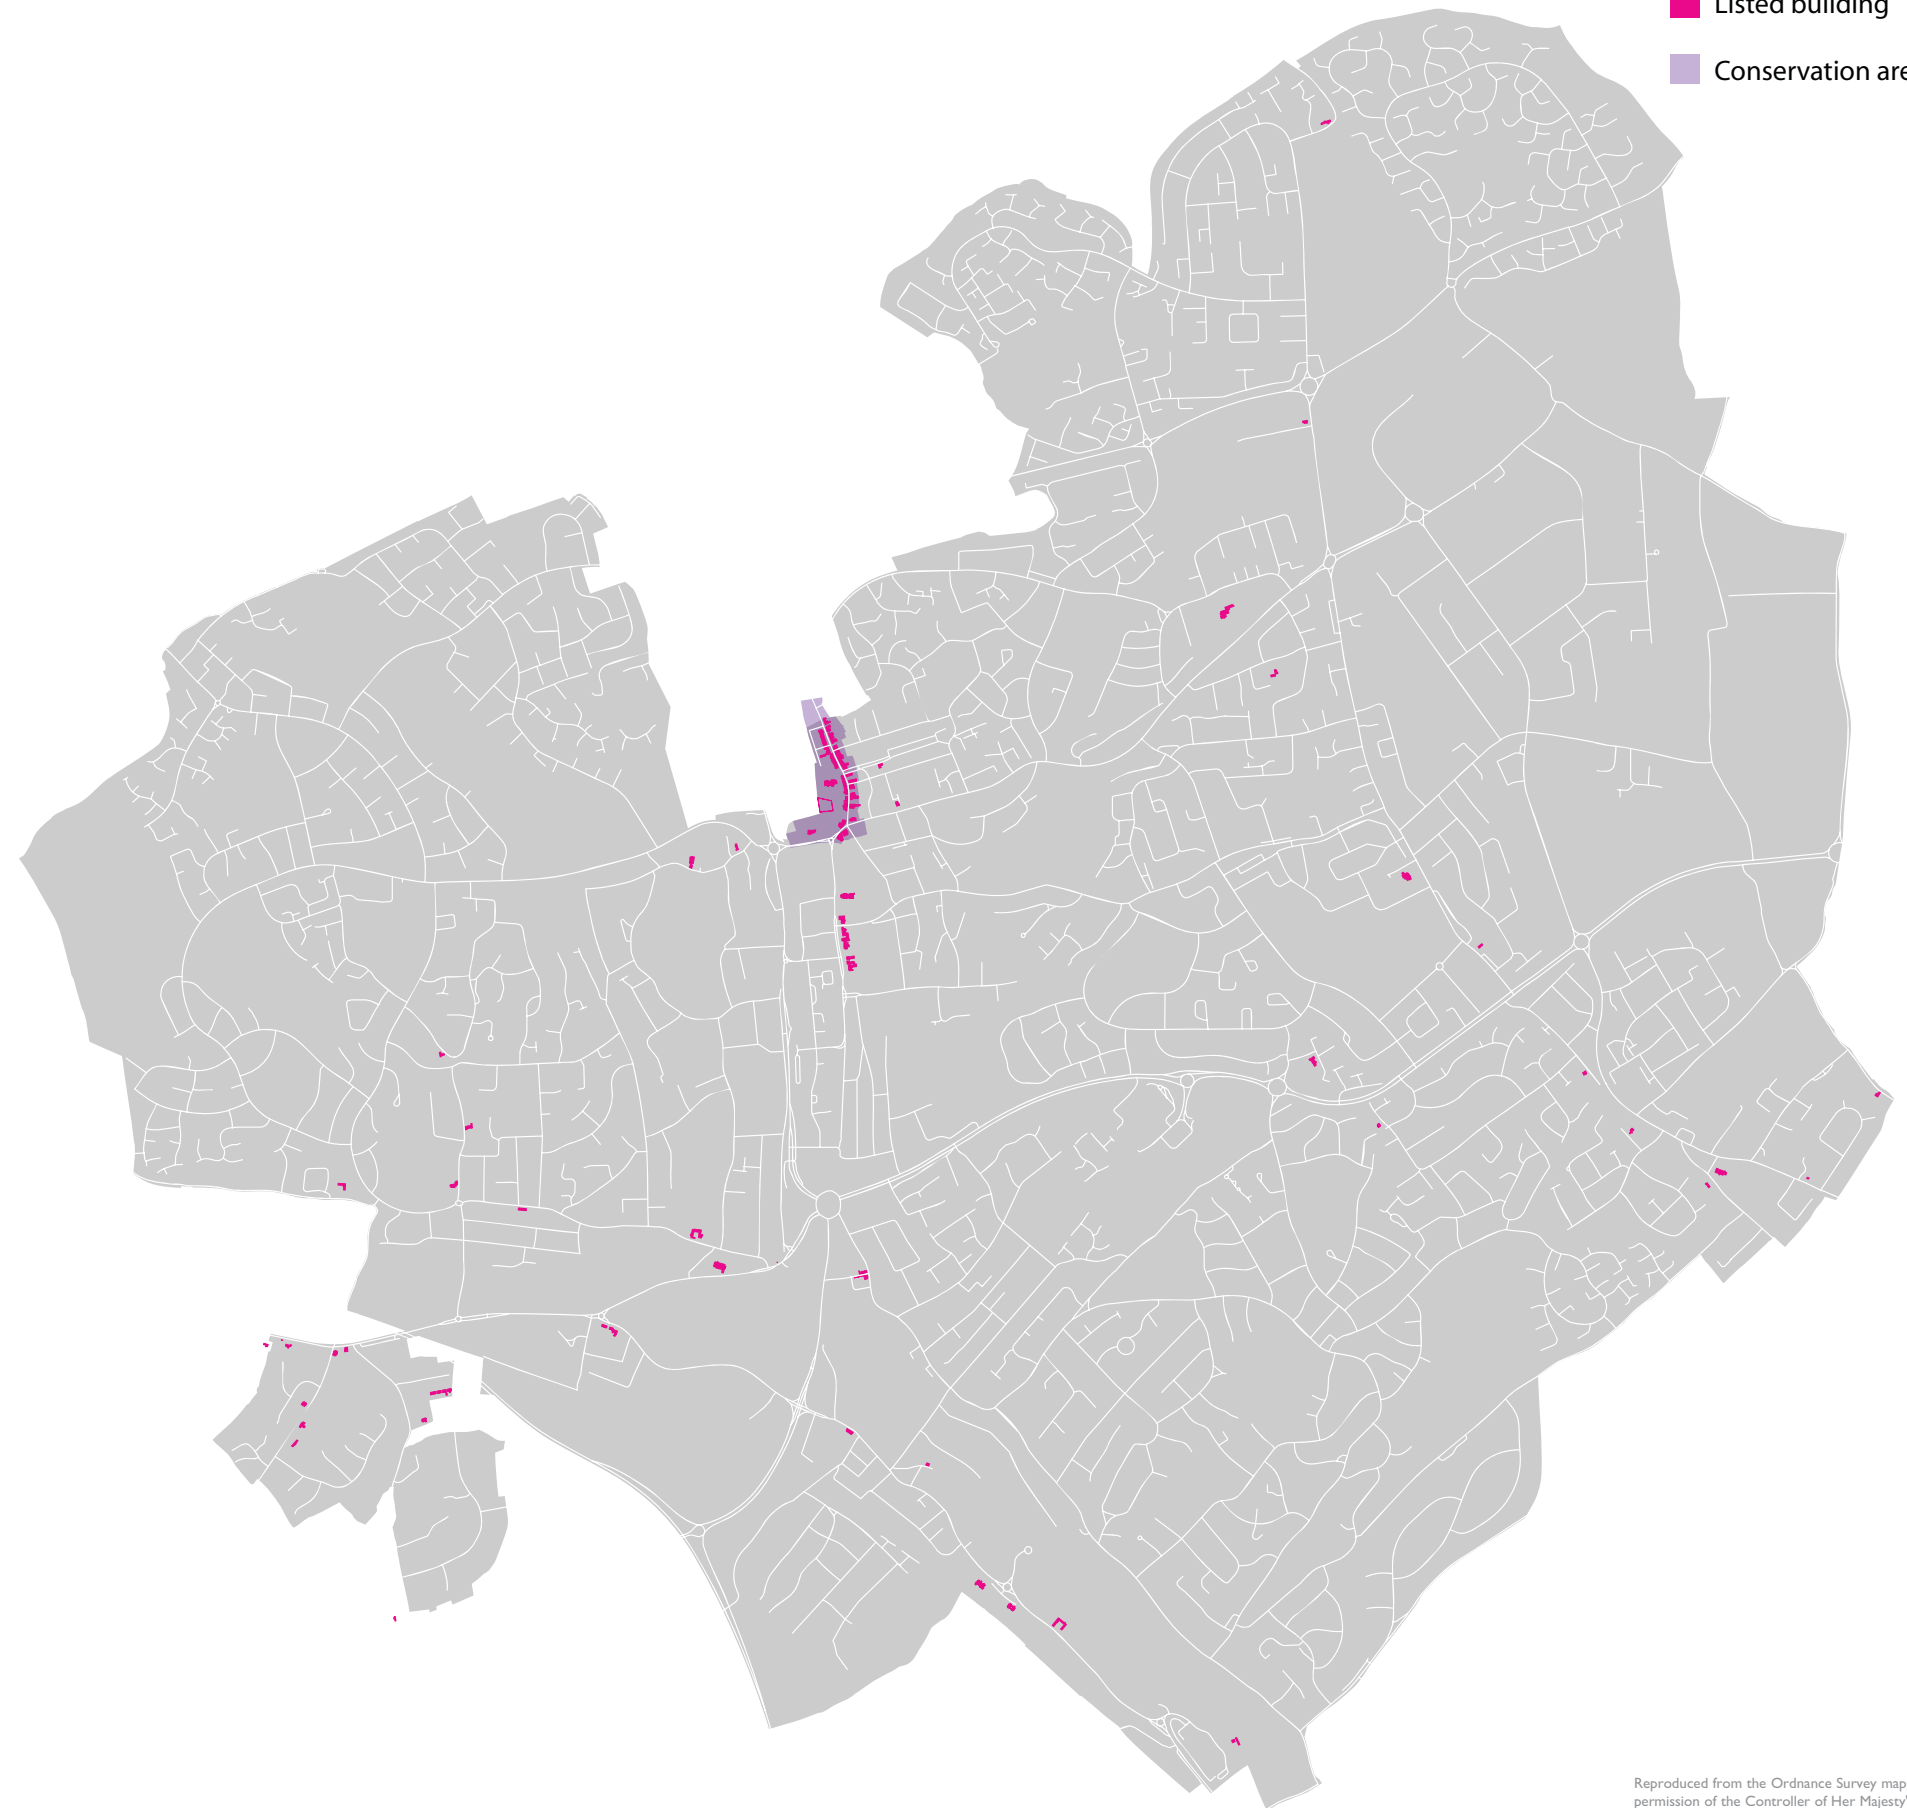 Listed building
Conservation are
Reproduced from the Ordnance Survey map
permission of the Controller of Her Majesty'